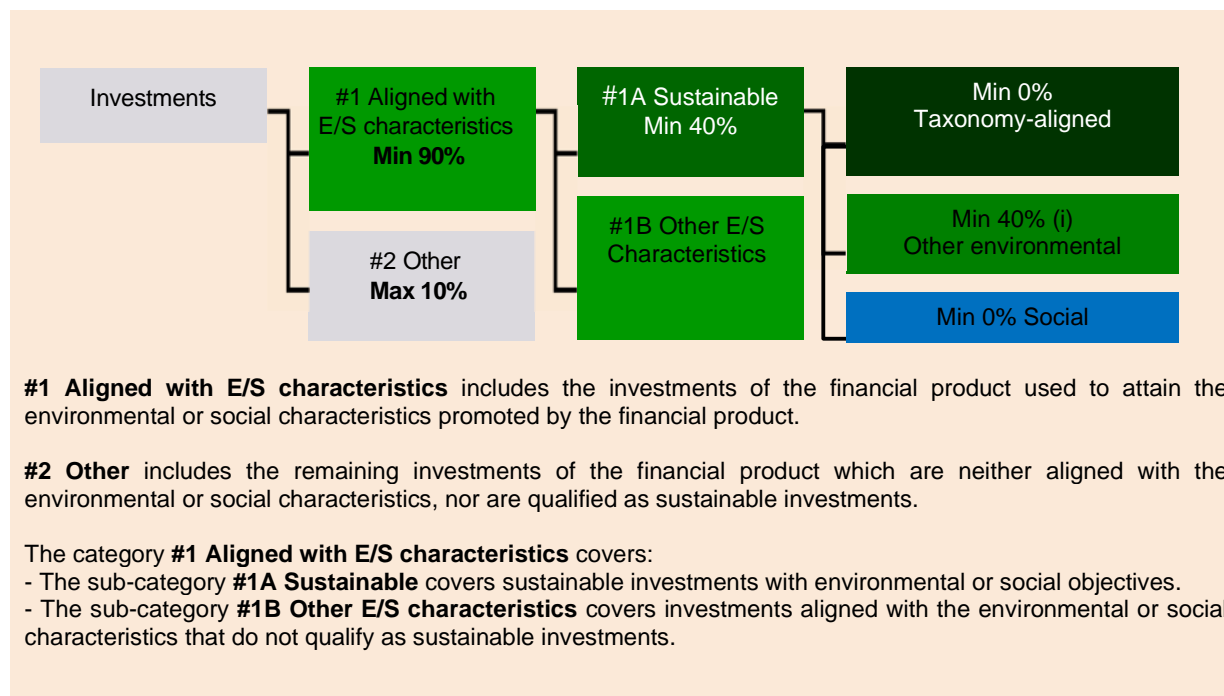 Investments
#1 Aligned with
E/S characteristics
Min 90%
#2 Other
Max 10%
#1A Sustainable
Min 40%
#1B Other E/S
Characteristics
Min 0%
Taxonomy-aligned
Min 40% (i)
Other environmental
Min 0% Social
#1 Aligned with E/S characteristics includes the investments of the financial product used to attain the
environmental or social characteristics promoted by the financial product.
#2 Other includes the remaining investments of the financial product which are neither aligned with the
environmental or social characteristics, nor are qualified as sustainable investments.
The category #1 Aligned with E/S characteristics covers:
- The sub-category #1A Sustainable covers sustainable investments with environmental or social objectives.
- The sub-category #1B Other E/S characteristics covers investments aligned with the environmental or social
characteristics that do not qualify as sustainable investments.